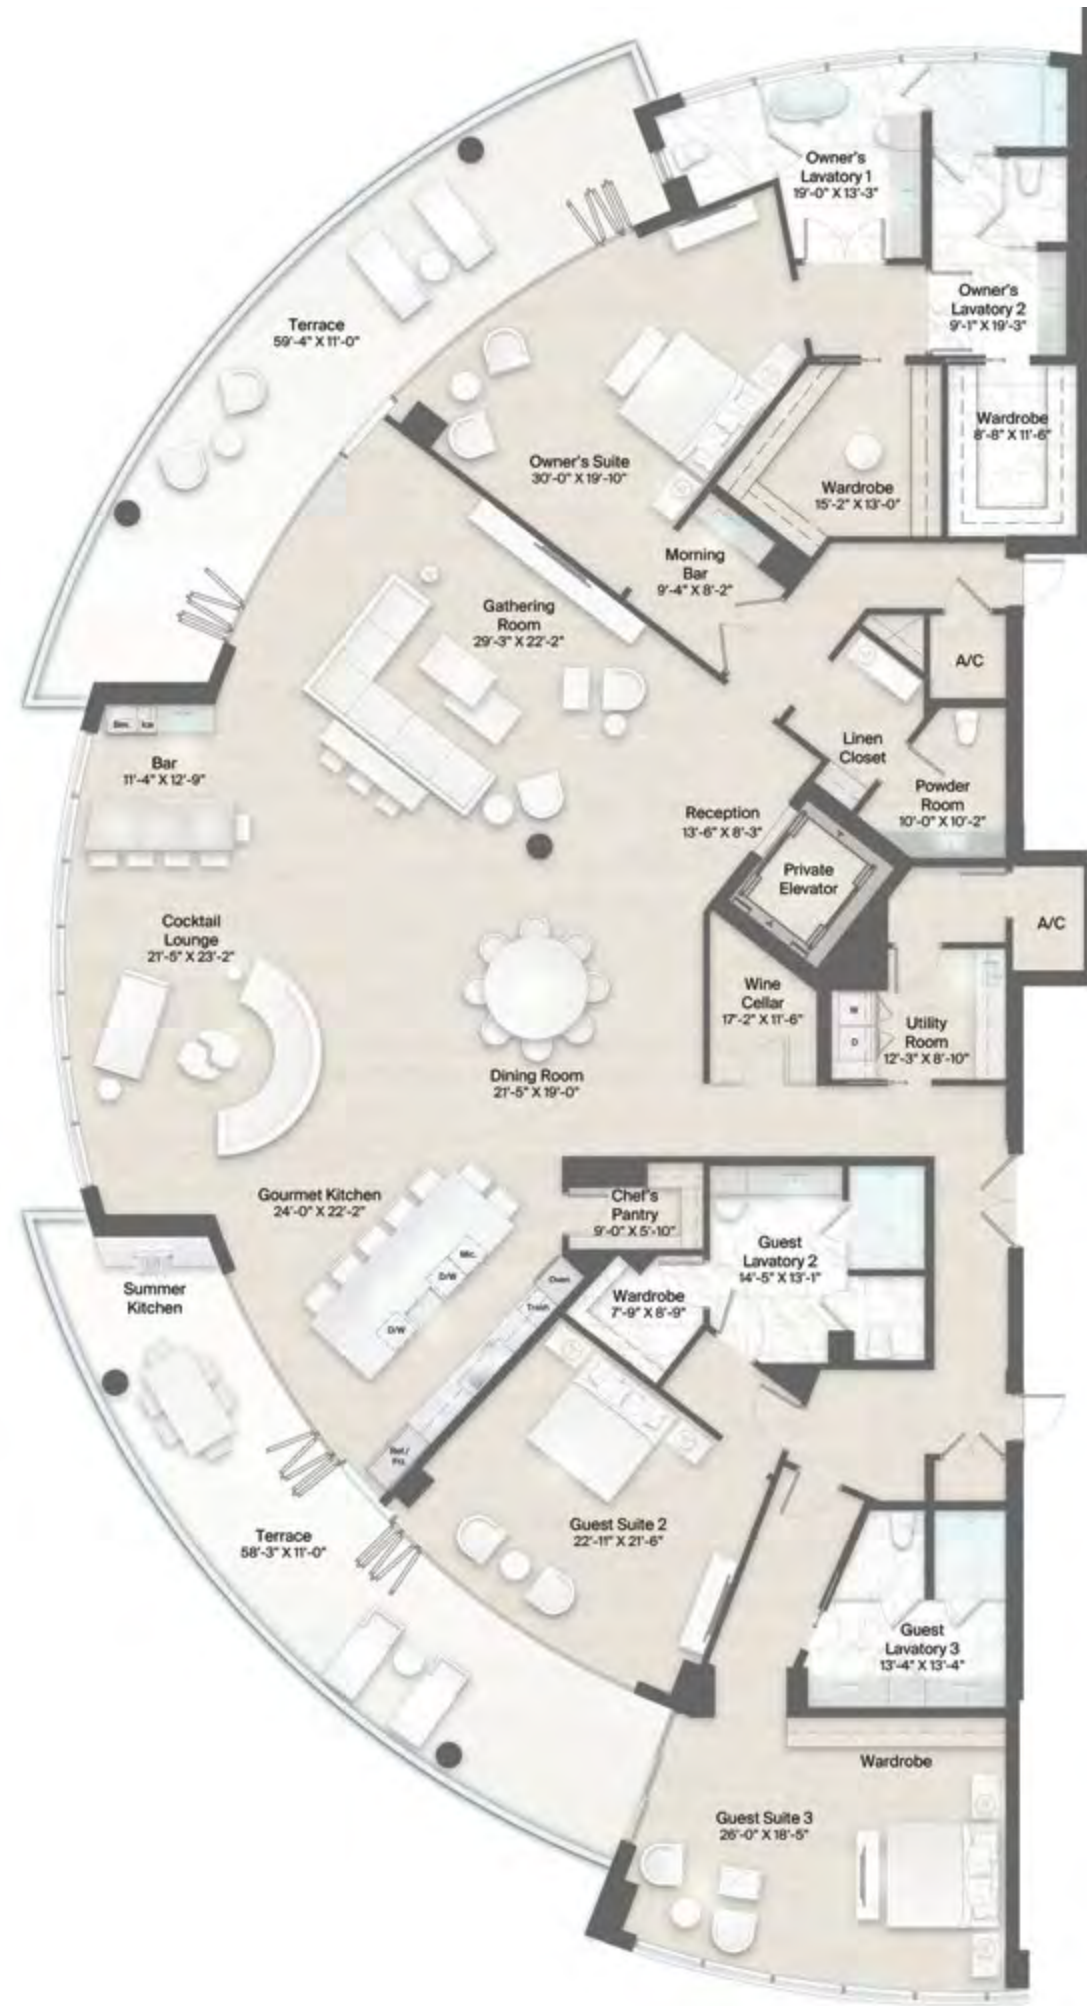 Owner's
Lavatory 1
19'-0" X 13'-3"
Owner's
Lavatory 2
9'-1" X 19'-3"
Terrace
59'-4" X 11'-0"
Wardrobe
8'-8" X 11'-6"
Owner's Suite
30'-0" X 19'-10"
Wardrobe
15'-2" X 13'-0"
Morning
Bar
9'-4" X 8'-2"
Gathering
Room
29'-3" X 22'-2"
A/C
Linen
Closet
Bev.
Ice
Bar
11'-4" X 12'-9"
Powder
Room
10'-0" X 10'-2"
Reception
13'-6" X 8'-3"
Private
Elevator
Cocktail
Lounge
21'-5" X 23'-2"
A/C
Wine
Cellar
17'-2" X 11'-6"
W
D
Utility
Room
12'-3" X 8'-10"
Dining Room
21'-5" X 19'-0"
Gourmet Kitchen
24'-0" X 22'-2"
Chef's
Pantry
9'-0" X 5'-10"
Guest
Lavatory 2
14'-5" X 13'-1"
Mic.
D/W
D/W
Oven
Trash
Ref./
Frz.
Summer
Kitchen
Wardrobe
7'-9" X 8'-9"
Guest Suite 2
22'-11" X 21'-6"
Terrace
58'-3" X 11'-0"
Guest
Lavatory 3
13'-4" X 13'-4"
Wardrobe
Guest Suite 3
26'-0" X 18'-5"